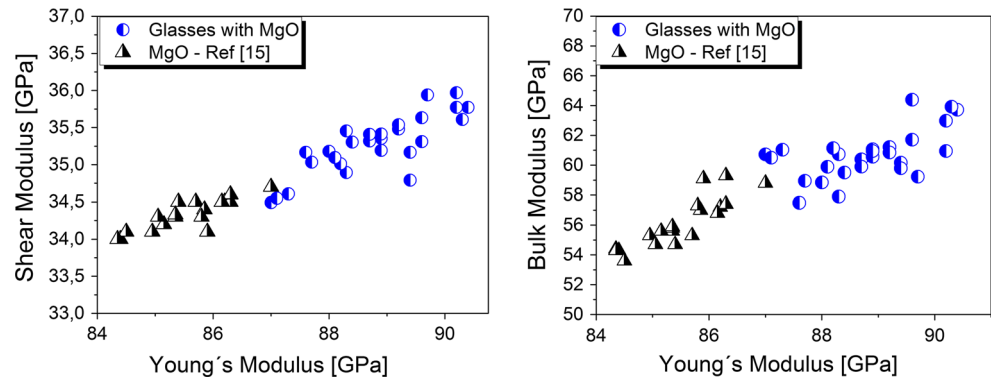 37,0
36,5
36,0
35,5
35,0
34,5
34,0
33,5
33,0
Shear Modulus [GPa]
Glasses with MgO
MgO - Ref [15]
84 86 88 90
Young´s Modulus [GPa]
70
68
66
64
62
60
58
56
54
52
50
Bulk Modulus [GPa]
Glasses with MgO
MgO - Ref [15]
84 86 88 90
Young´s Modulus [GPa]